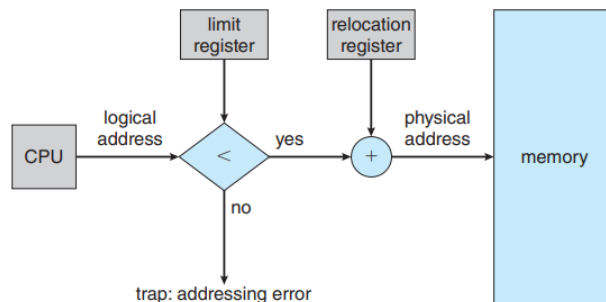 limit
register
relocation
register
logical
address
physical
address
CPU
<
yes
+
memory
no
trap: addressing error